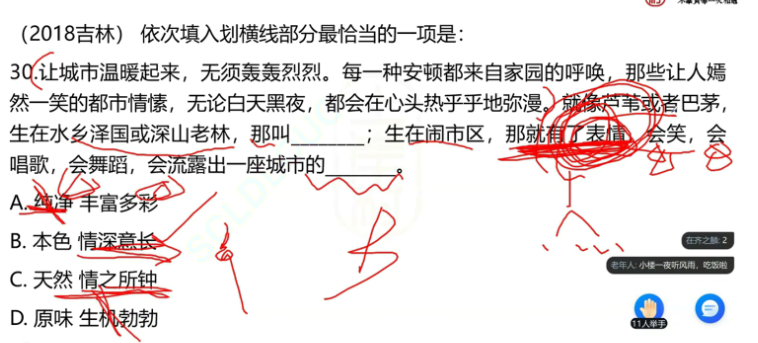 （2018吉林） 依次填入划横线部分最恰当的一项是：
30.让城市温暖起来，无须轰轰烈烈。每一种安顿都来自家园的呼唤，那些让人嫣
然一笑的都市情愫，无论白天黑夜，都会在心头热乎乎地弥漫。就像芦苇或者巴茅，
生在水乡泽国或深山老林，那叫________；生在闹市区，那就有了表情，会笑，会
唱歌，会舞蹈，会流露出一座城市的________。
A. 纯净 丰富多彩
B. 本色 情深意长
C. 天然 情之所钟
D. 原味 生机勃勃
在齐之麟: 2
老年人: 小楼一夜听风雨，吃饭啦
11人举手